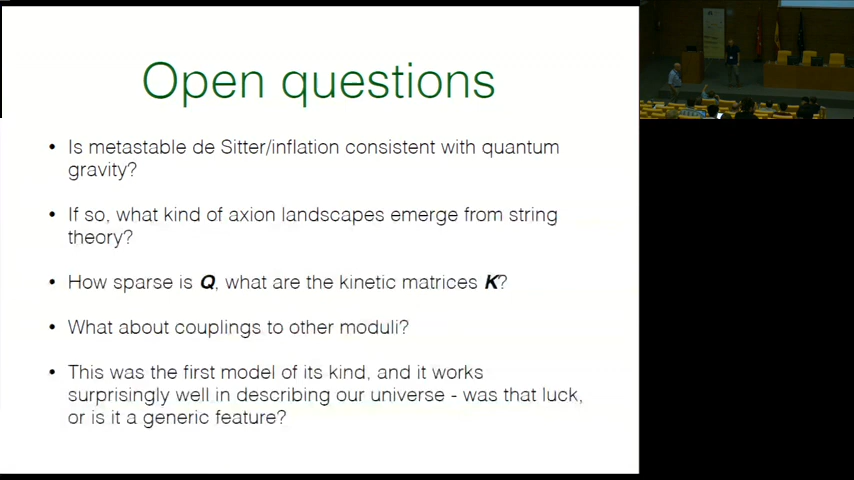 Open questions
• Is metastable de Sitter/inflation consistent with quantum
gravity?
• If so, what kind of axion landscapes emerge from string
theory?
• How sparse is Q, what are the kinetic matrices K?
• What about couplings to other moduli?
• This was the first model of its kind, and it works
surprisingly well in describing our universe - was that luck,
or is it a generic feature?